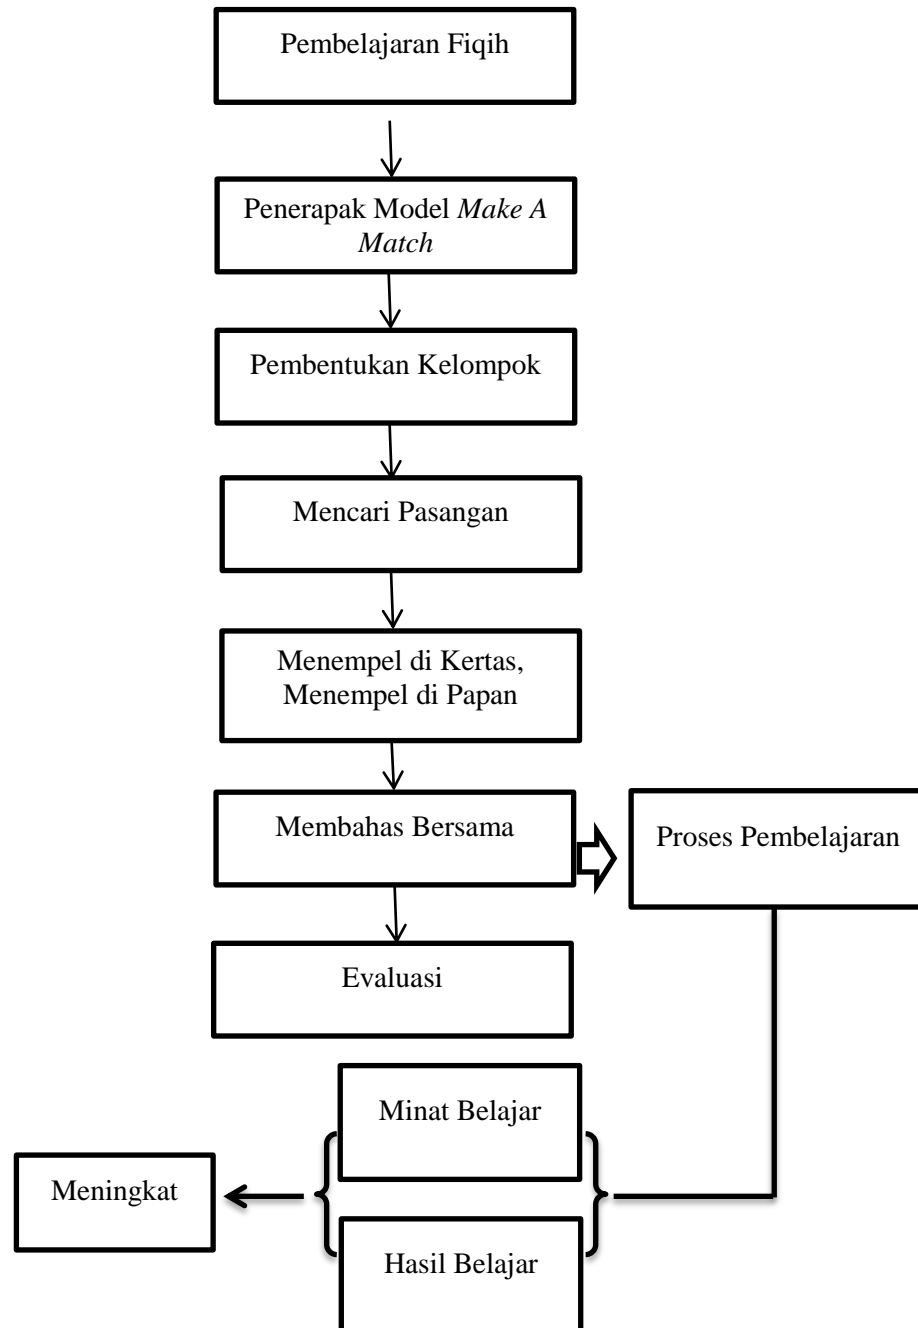 Pembelajaran Fiqih
Penerapak Model Make A
Match
Pembentukan Kelompok
Mencari Pasangan
Menempel di Kertas,
Menempel di Papan
Membahas Bersama
Proses Pembelajaran
Evaluasi
Minat Belajar
Meningkat
Hasil Belajar